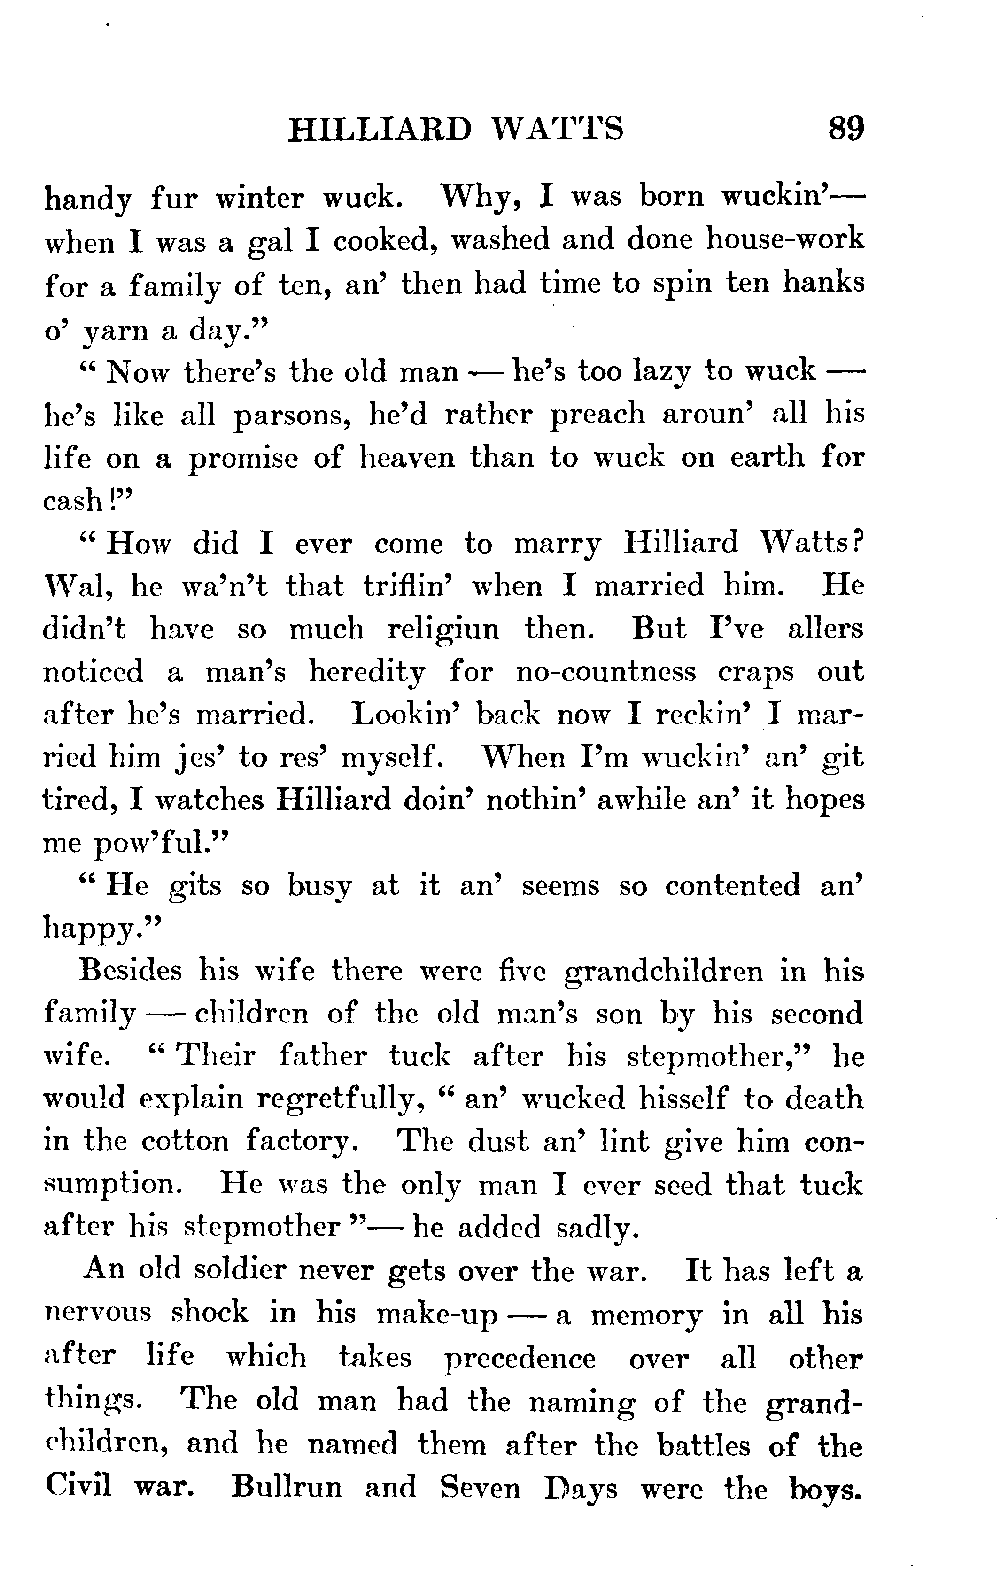 HILLIARD WATTS 89
handy fur winter wuck. Why, I was born wuckin'—
when I was a gal I cooked, washed and done house-work
for a family of ten, an' then had time to spin ten hanks
o' yarn a day."
" Now there's the old man — he's too lazy to wuck —
he's like all parsons, he'd rather preach aroun' all his
life on a promise of heaven than to wuck on earth for
cash!"
" How did I ever come to marry Hilliard Watts?
Wal, he wa'n't that triflin' when I married him. He
didn't have so much religiun then. But I've allers
noticed a man's heredity for no-countness craps out
after he's married. Lookin' back now I reckin' I mar-
ried him jes' to res' myself. When I'm wuckin' an' git
tired, I watches Hilliard doin' nothin' awhile an' it hopes
me pow'ful."
" He gits so busy at it an' seems so contented an'
happy."
Besides his wife there were five grandchildren in his
family — children of the old man's son by his second
wife. " Their father tuck after his stepmother," he
would explain regretfully, " an' wucked hisself to death
in the cotton factory. The dust an' lint give him con-
sumption. He was the only man I ever seed that tuck
after his stepmother "— he added sadly.
An old soldier never gets over the war. It has left a
nervous shock in his make-up — a memory in all his
after life which takes precedence over all other
things. The old man had the naming of the grand-
children, and he named them after the battles of the
Civil war. Bullrun and Seven Days were the boys.